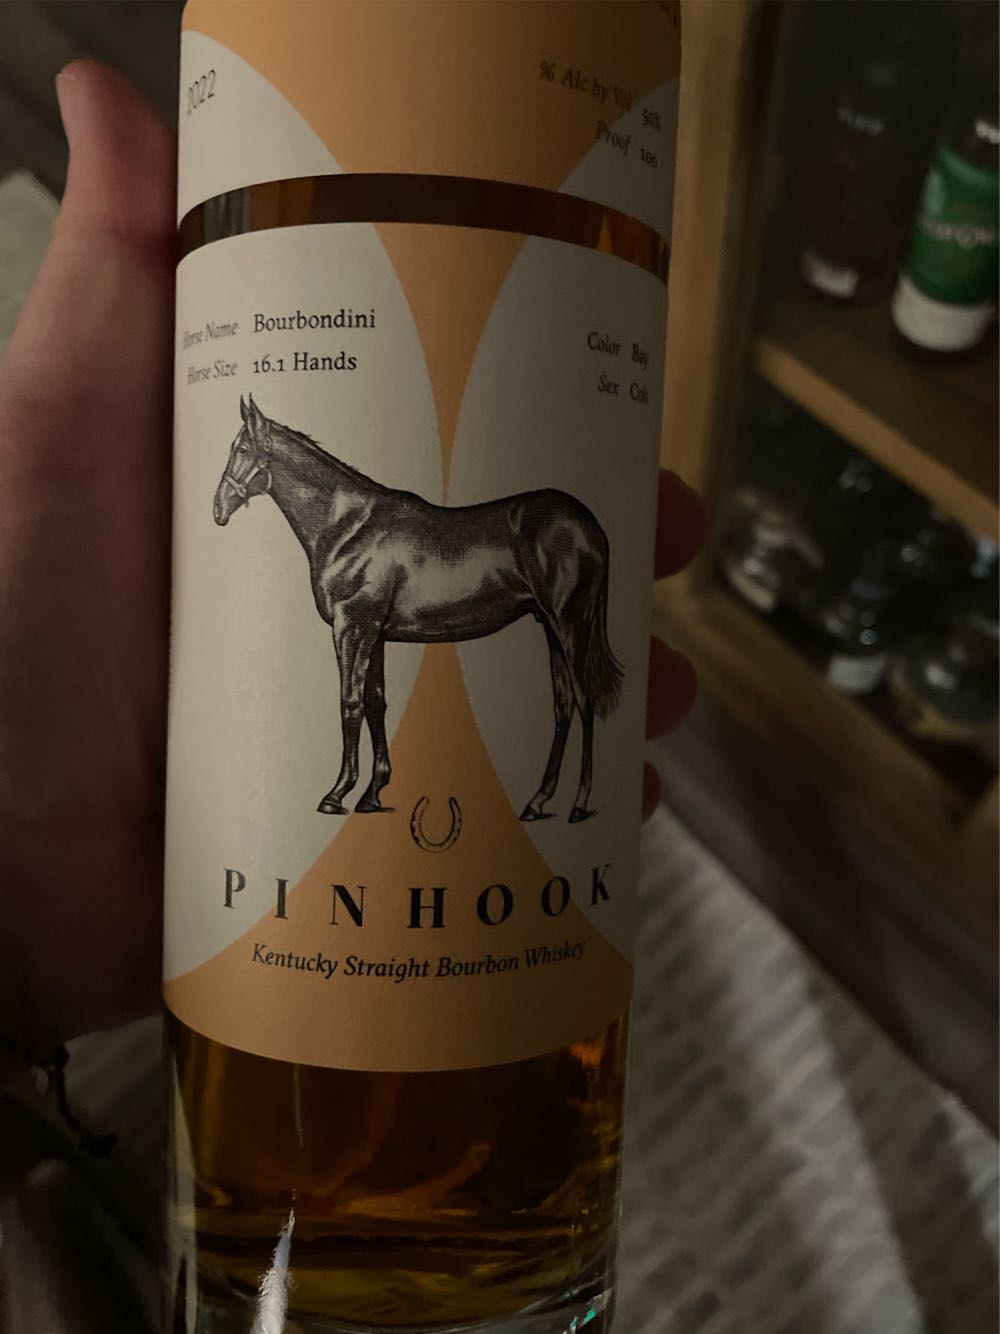 2022
% Alc by Vol 50%
Proof 100
Horse Name Bourbondini
Horse Size 16.1 Hands
Color Bay
Sex Colt
PINHOOK
Kentucky Straight Bourbon Whiskey